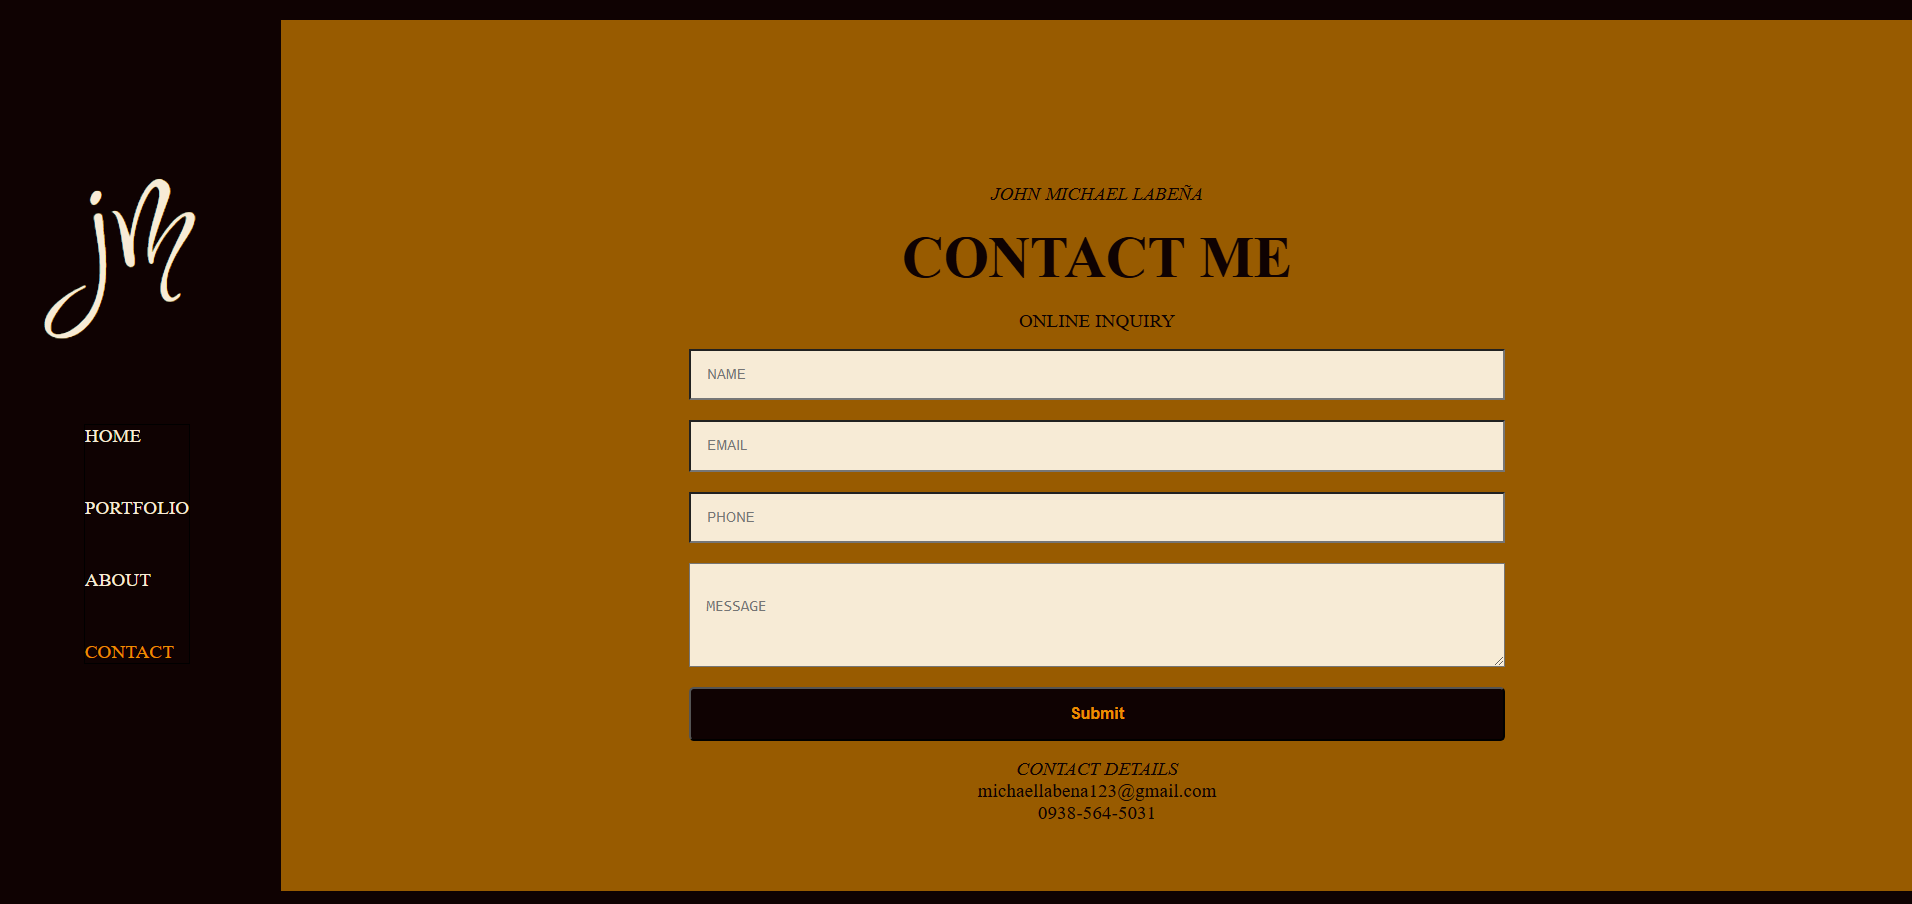 jm
HOME
PORTFOLIO
ABOUT
CONTACT
JOHN MICHAEL LABEÑA
CONTACT ME
ONLINE INQUIRY
NAME
EMAIL
PHONE
MESSAGE
Submit
CONTACT DETAILS
michaellabena123@gmail.com
0938-564-5031